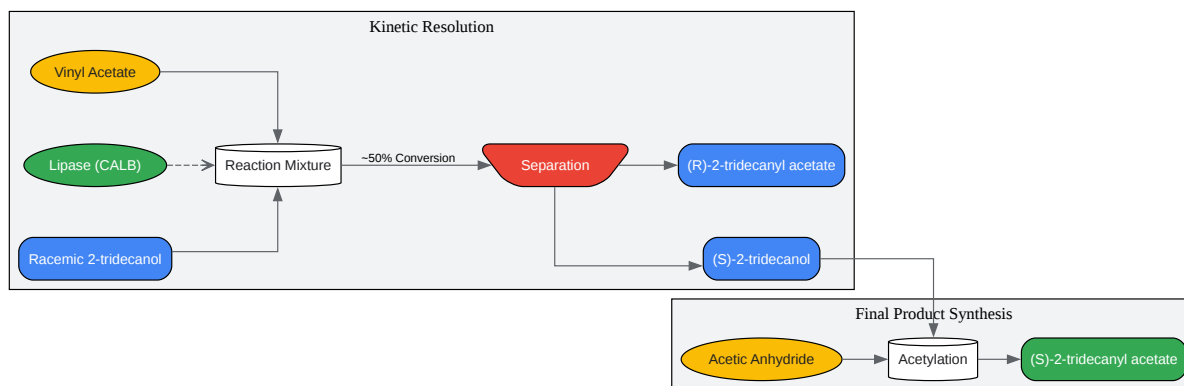 Kinetic Resolution
Vinyl Acetate
Lipase (CALB)
Reaction Mixture
~50% Conversion
Separation
(R)-2-tridecanyl acetate
Racemic 2-tridecanol
(S)-2-tridecanol
Final Product Synthesis
Acetic Anhydride
Acetylation
(S)-2-tridecanyl acetate